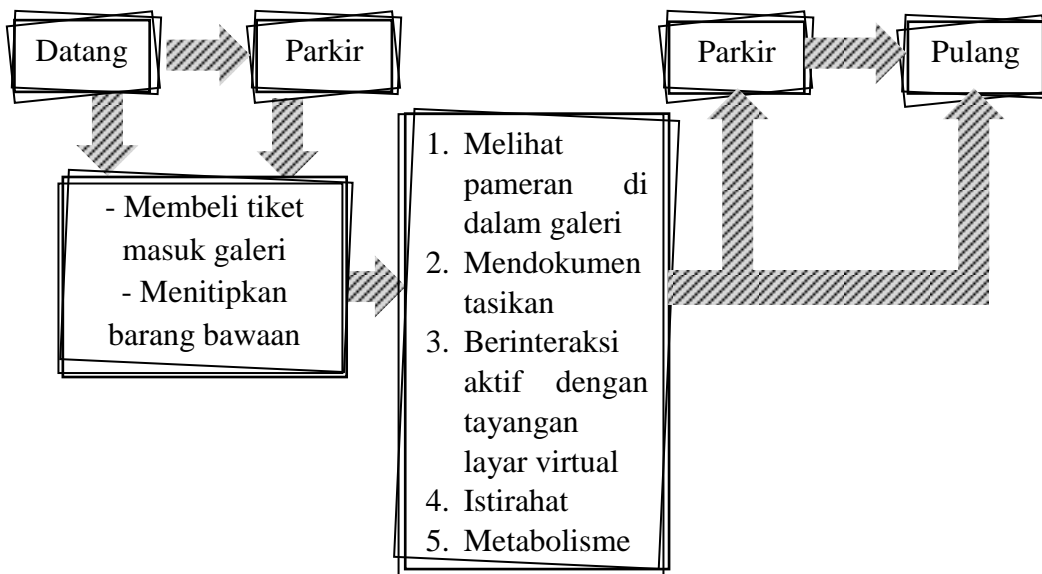 Datang
Parkir
Parkir
Pulang
- Membeli tiket
masuk galeri
- Menitipkan
barang bawaan
1. Melihat
pameran di
dalam galeri
2. Mendokumen
tasikan
3. Berinteraksi
aktif dengan
tayangan
layar virtual
4. Istirahat
5. Metabolisme